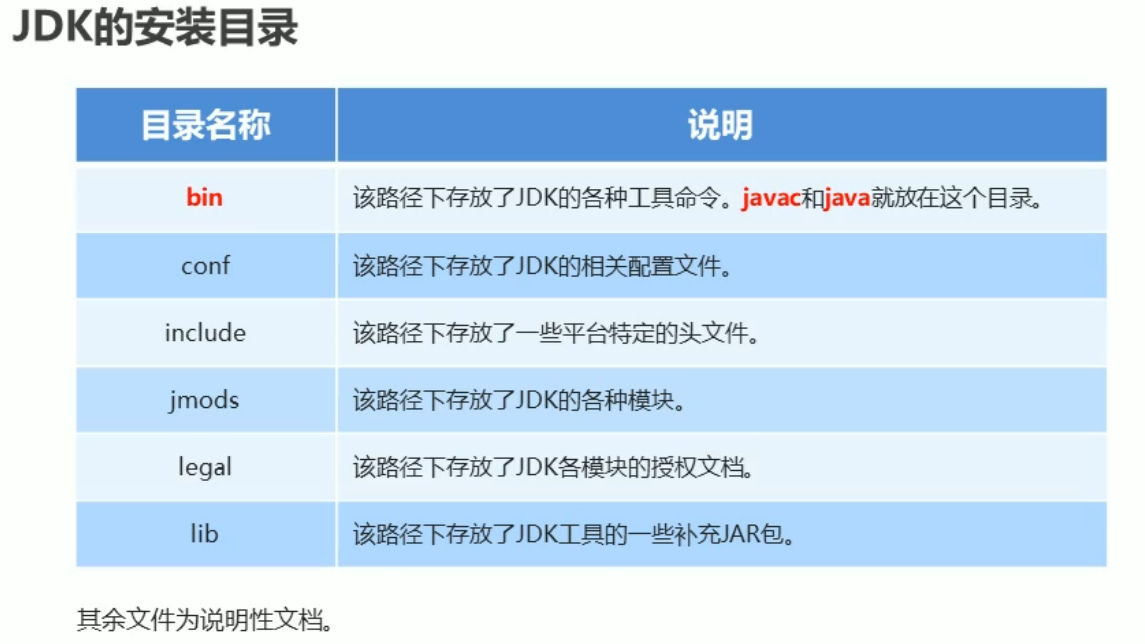 JDK的安装目录
目录名称 说明
bin 该路径下存放了JDK的各种工具命令。javac和java就放在这个目录。
conf 该路径下存放了JDK的相关配置文件。
include 该路径下存放了一些平台特定的头文件。
jmods 该路径下存放了JDK的各种模块。
legal 该路径下存放了JDK各模块的授权文档。
lib 该路径下存放了JDK工具的一些补充JAR包。
其余文件为说明性文档。